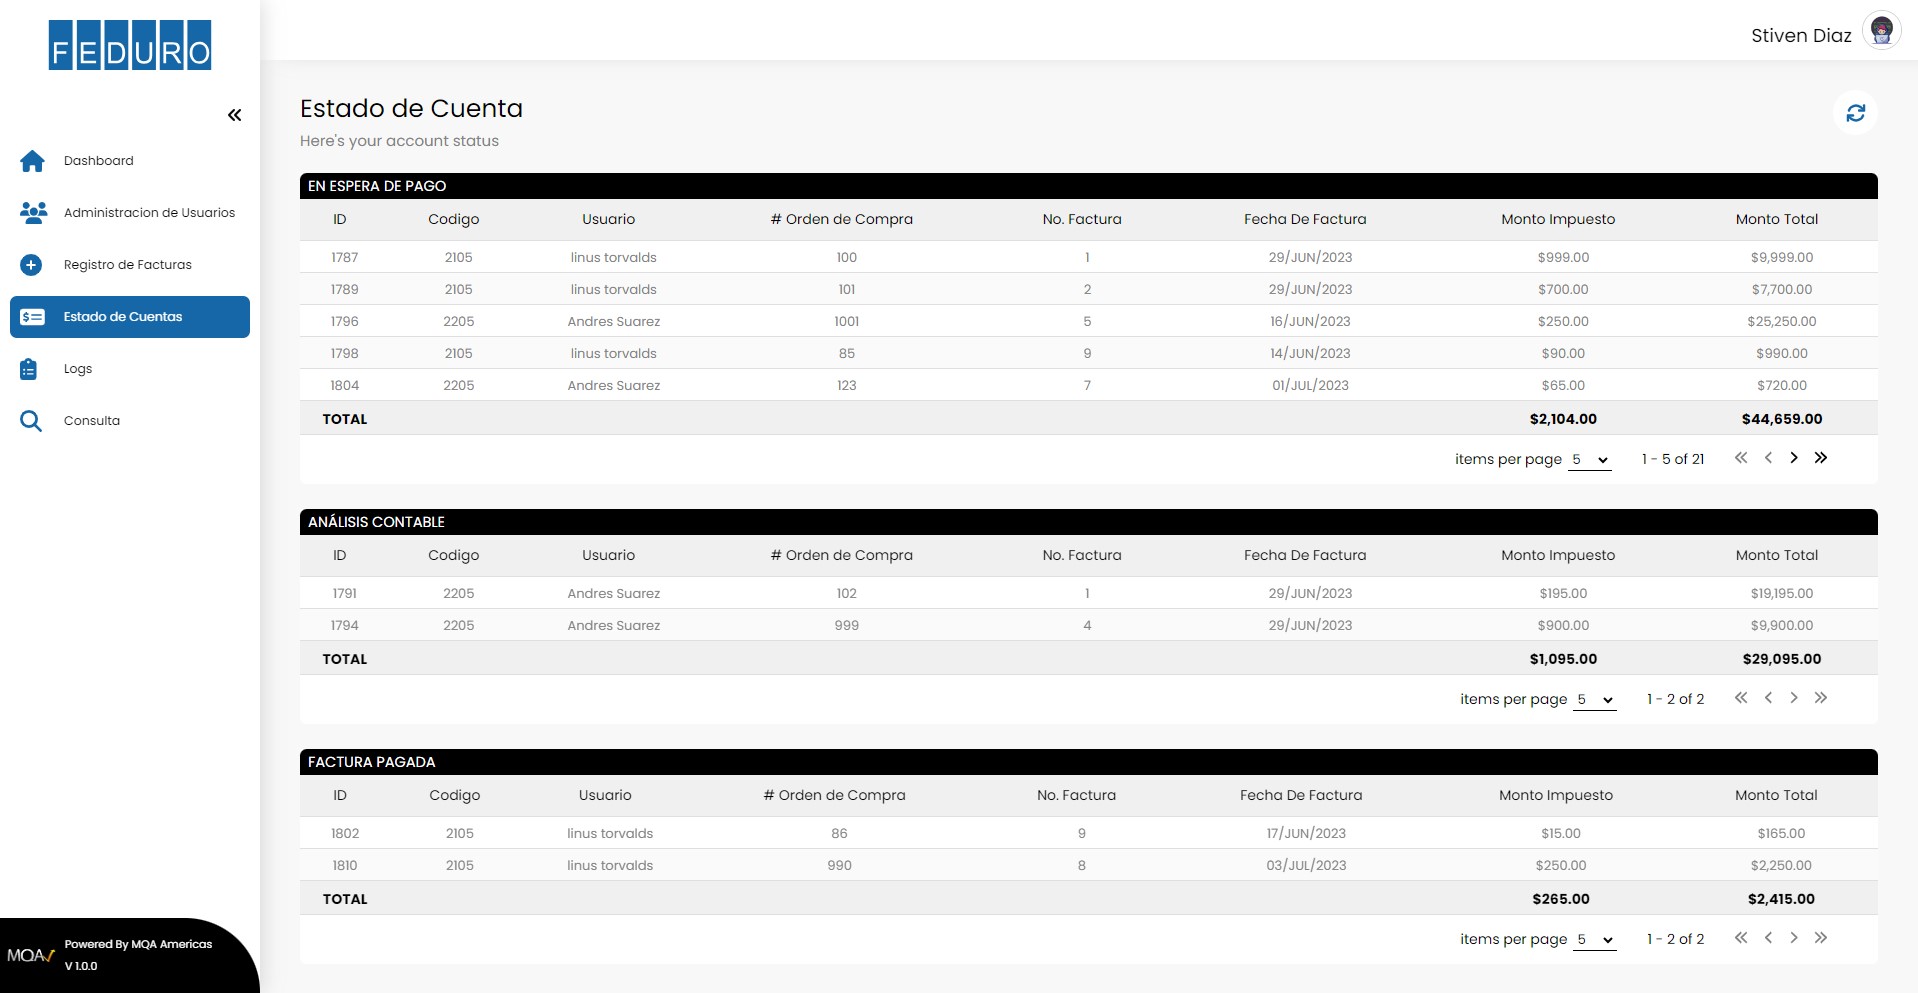 FEDURO
Stiven Diaz
Dashboard
Administracion de Usuarios
Registro de Facturas
Estado de Cuentas
Logs
Consulta
MQA
Powered By MQA Americas
V 1.0.0
Estado de Cuenta
Here's your account status
EN ESPERA DE PAGO
ID Codigo Usuario # Orden de Compra No. Factura Fecha De Factura Monto Impuesto Monto Total
1787 2105 linus torvalds 100 1 29/JUN/2023 $999.00 $9,999.00
1789 2105 linus torvalds 101 2 29/JUN/2023 $700.00 $7,700.00
1796 2205 Andres Suarez 1001 5 16/JUN/2023 $250.00 $25,250.00
1798 2105 linus torvalds 85 9 14/JUN/2023 $90.00 $990.00
1804 2205 Andres Suarez 123 7 01/JUL/2023 $65.00 $720.00
TOTAL $2,104.00 $44,659.00
items per page 5 1 - 5 of 21
ANÁLISIS CONTABLE
ID Codigo Usuario # Orden de Compra No. Factura Fecha De Factura Monto Impuesto Monto Total
1791 2205 Andres Suarez 102 1 29/JUN/2023 $195.00 $19,195.00
1794 2205 Andres Suarez 999 4 29/JUN/2023 $900.00 $9,900.00
TOTAL $1,095.00 $29,095.00
items per page 5 1 - 2 of 2
FACTURA PAGADA
ID Codigo Usuario # Orden de Compra No. Factura Fecha De Factura Monto Impuesto Monto Total
1802 2105 linus torvalds 86 9 17/JUN/2023 $15.00 $165.00
1810 2105 linus torvalds 990 8 03/JUL/2023 $250.00 $2,250.00
TOTAL $265.00 $2,415.00
items per page 5 1 - 2 of 2